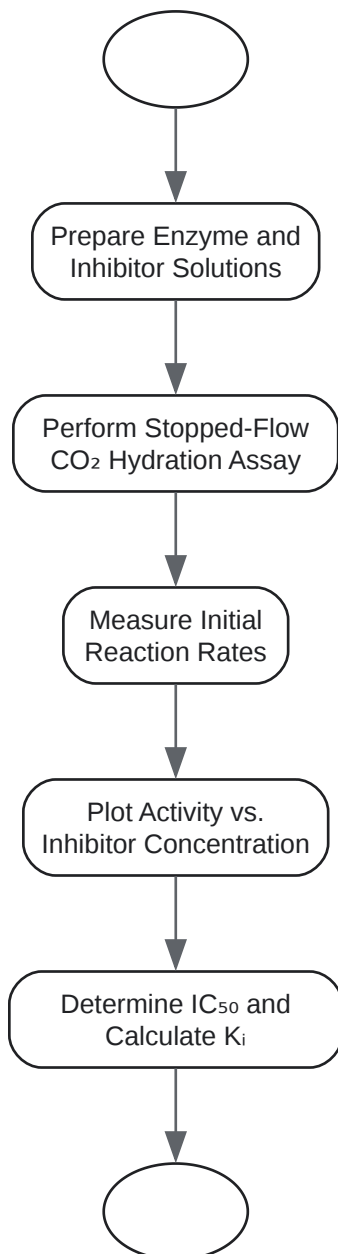 Prepare Enzyme and
Inhibitor Solutions
Perform Stopped-Flow
CO₂ Hydration Assay
Measure Initial
Reaction Rates
Plot Activity vs.
Inhibitor Concentration
Determine IC₅₀ and
Calculate Kᵢ